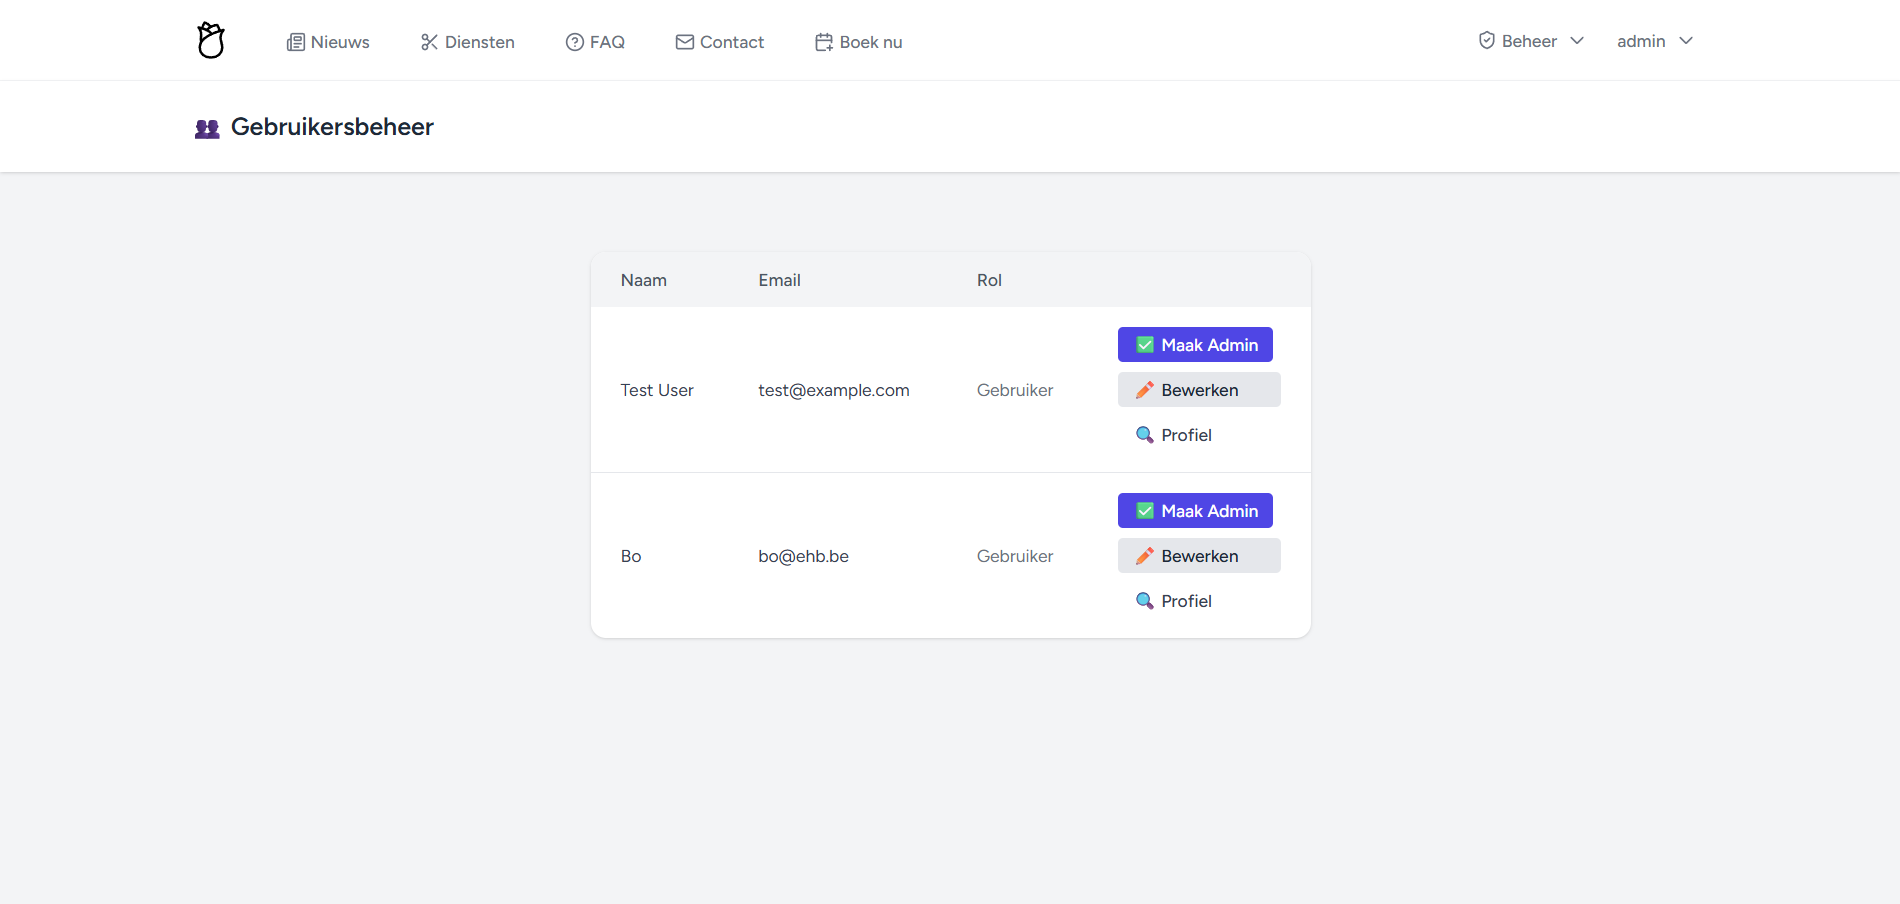 Nieuws Diensten FAQ Contact Boek nu Beheer admin
Gebruikersbeheer
Naam Email Rol
Maak Admin
Test User test@example.com Gebruiker Bewerken
Profiel
Maak Admin
Bo bo@ehb.be Gebruiker Bewerken
Profiel